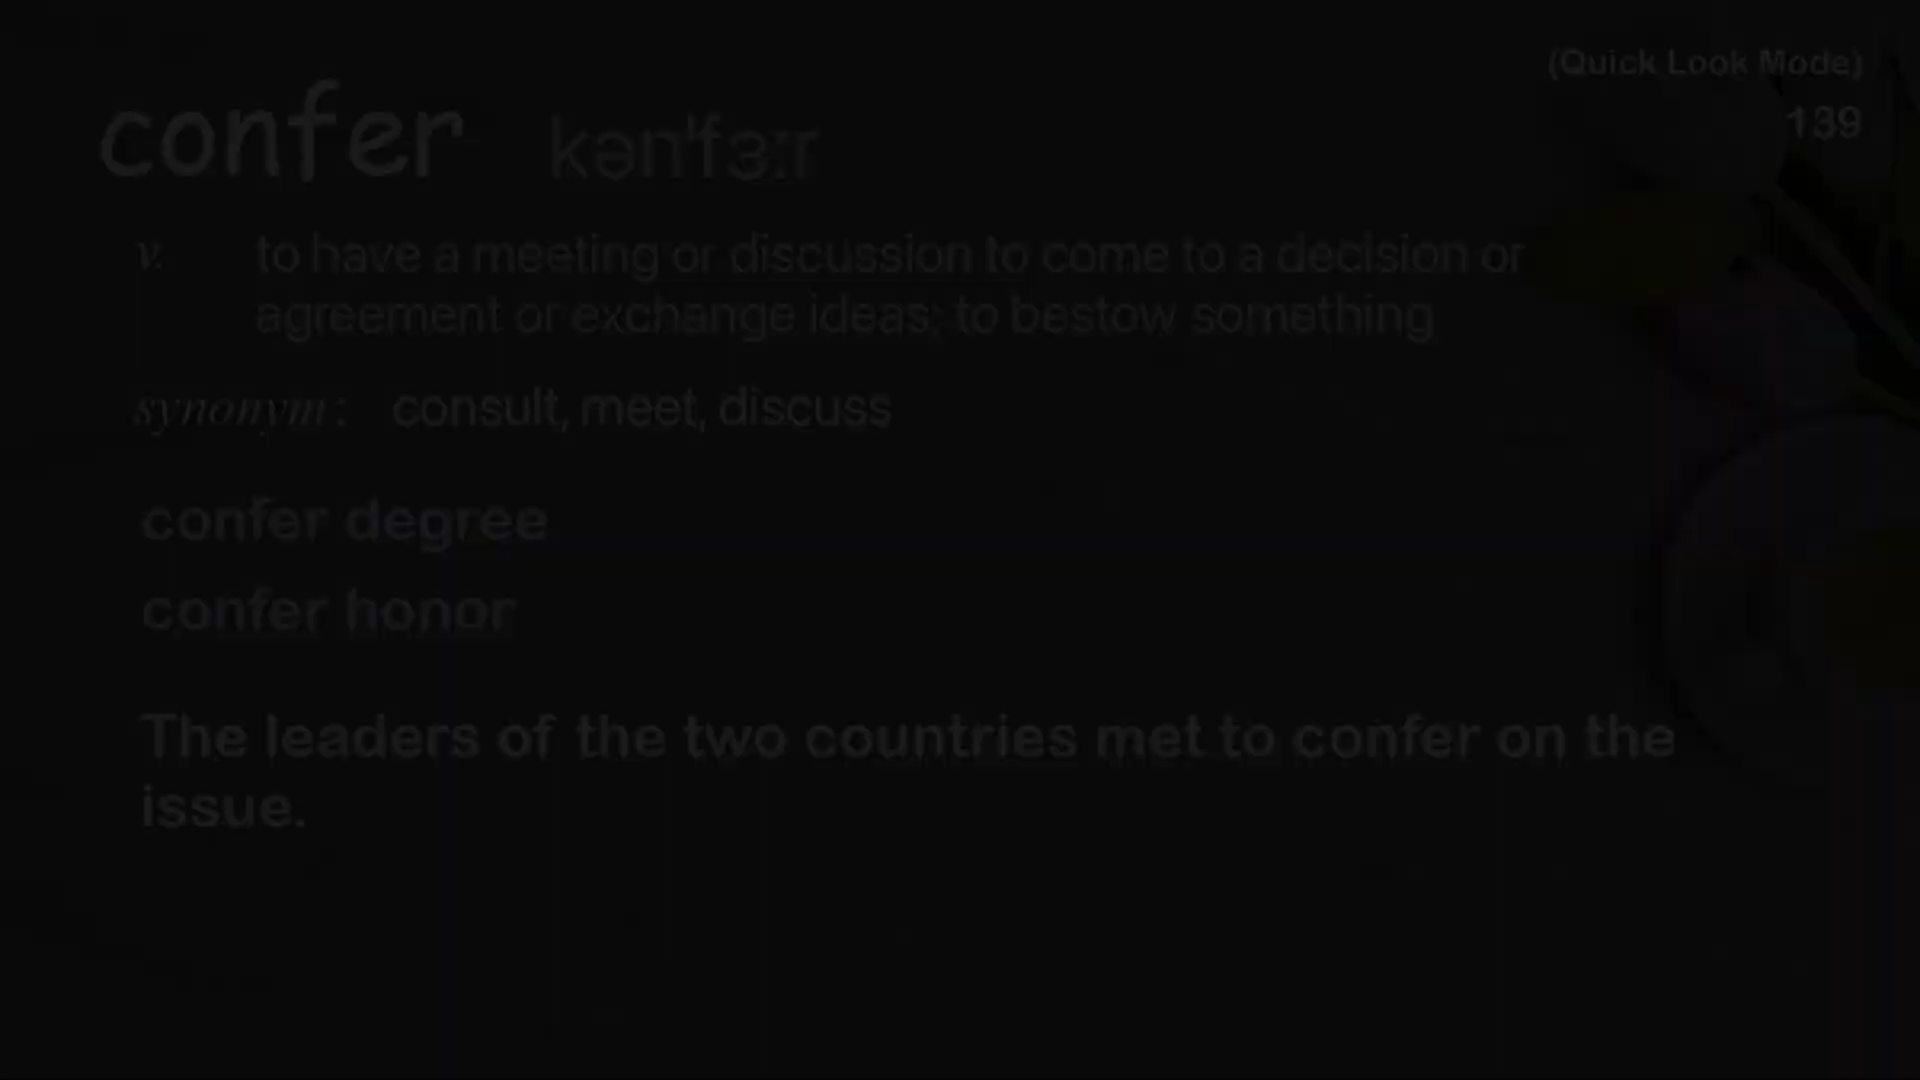 (Quick Look Mode)
confer kən'fɜːr
139
v. to have a meeting or discussion to come to a decision or
agreement or exchange ideas; to bestow something
synonym: consult, meet, discuss
confer degree
confer honor
The leaders of the two countries met to confer on the
issue.